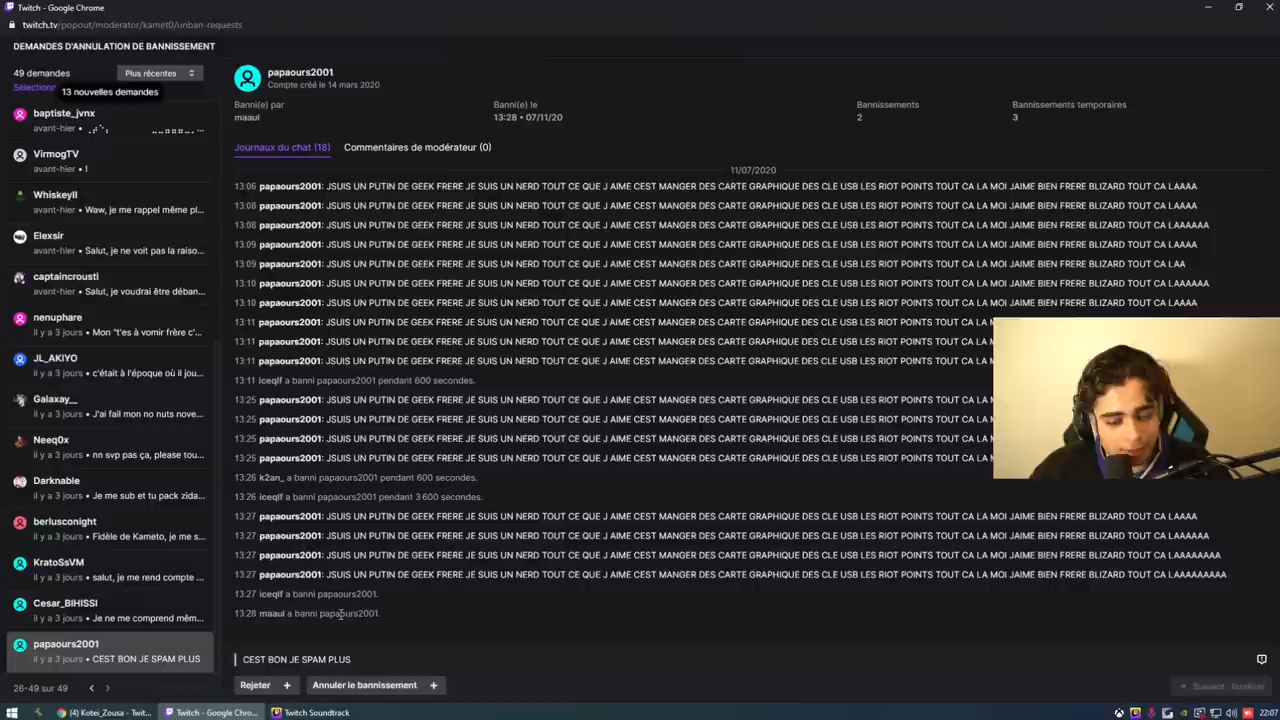 Twitch - Google Chrome
twitch.tv/popout/moderator/kamet0/unban-requests
DEMANDES D'ANNULATION DE BANNISSEMENT
49 demandes
Plus récentes
Sélectionn
13 nouvelles demandes
baptiste_jvnx
avant-hier •
VirmogTV
avant-hier • !
Whiskeyll
avant-hier • Waw, je me rappel même pl...
Elexsir
avant-hier • Salut, je ne voit pas la raiso...
captaincrousti
avant-hier • Salut, je voudrai être déban...
nenuphare
il y a 3 jours • Mon "t'es à vomir frère c'...
JL_AKIYO
il y a 3 jours • c'était à l'époque où il jou...
Galaxay__
il y a 3 jours • J'ai fail mon no nuts nove...
Neeq0x
il y a 3 jours • nn svp pas ça, please tou...
Darknable
il y a 3 jours • Je me sub et tu pack zida...
berlusconight
il y a 3 jours • Fidèle de Kameto, je me s...
KratoSsVM
il y a 3 jours • salut, je me rend compte ...
Cesar_BIHISSI
il y a 3 jours • Je ne me comprend mêm...
papaours2001
il y a 3 jours • CEST BON JE SPAM PLUS
26-49 sur 49
papaours2001
Compte créé le 14 mars 2020
Banni(e) par
maaul
Banni(e) le
13:28 • 07/11/20
Bannissements
2
Bannissements temporaires
3
Journaux du chat (18)
Commentaires de modérateur (0)
11/07/2020
13:06 papaours2001: JSUIS UN PUTIN DE GEEK FRERE JE SUIS UN NERD TOUT CE QUE J AIME CEST MANGER DES CARTE GRAPHIQUE DES CLE USB LES RIOT POINTS TOUT CA LA MOI JAIME BIEN FRERE BLIZARD TOUT CA LAAAA
13:08 papaours2001: JSUIS UN PUTIN DE GEEK FRERE JE SUIS UN NERD TOUT CE QUE J AIME CEST MANGER DES CARTE GRAPHIQUE DES CLE USB LES RIOT POINTS TOUT CA LA MOI JAIME BIEN FRERE BLIZARD TOUT CA LAAAA
13:08 papaours2001: JSUIS UN PUTIN DE GEEK FRERE JE SUIS UN NERD TOUT CE QUE J AIME CEST MANGER DES CARTE GRAPHIQUE DES CLE USB LES RIOT POINTS TOUT CA LA MOI JAIME BIEN FRERE BLIZARD TOUT CA LAAAAAA
13:09 papaours2001: JSUIS UN PUTIN DE GEEK FRERE JE SUIS UN NERD TOUT CE QUE J AIME CEST MANGER DES CARTE GRAPHIQUE DES CLE USB LES RIOT POINTS TOUT CA LA MOI JAIME BIEN FRERE BLIZARD TOUT CA LAAAA
13:09 papaours2001: JSUIS UN PUTIN DE GEEK FRERE JE SUIS UN NERD TOUT CE QUE J AIME CEST MANGER DES CARTE GRAPHIQUE DES CLE USB LES RIOT POINTS TOUT CA LA MOI JAIME BIEN FRERE BLIZARD TOUT CA LAA
13:10 papaours2001: JSUIS UN PUTIN DE GEEK FRERE JE SUIS UN NERD TOUT CE QUE J AIME CEST MANGER DES CARTE GRAPHIQUE DES CLE USB LES RIOT POINTS TOUT CA LA MOI JAIME BIEN FRERE BLIZARD TOUT CA LAAAAAA
13:10 papaours2001: JSUIS UN PUTIN DE GEEK FRERE JE SUIS UN NERD TOUT CE QUE J AIME CEST MANGER DES CARTE GRAPHIQUE DES CLE USB LES RIOT POINTS TOUT CA LA MOI JAIME BIEN FRERE BLIZARD TOUT CA LAAAA
13:11 papaours2001: JSUIS UN PUTIN DE GEEK FRERE JE SUIS UN NERD TOUT CE QUE J AIME CEST MANGER DES CARTE GRAPHIQUE DES CLE USB LES RIOT POINTS TOUT CA LA M
13:11 papaours2001: JSUIS UN PUTIN DE GEEK FRERE JE SUIS UN NERD TOUT CE QUE J AIME CEST MANGER DES CARTE GRAPHIQUE DES CLE USB LES RIOT POINTS TOUT CA LA M
13:11 papaours2001: JSUIS UN PUTIN DE GEEK FRERE JE SUIS UN NERD TOUT CE QUE J AIME CEST MANGER DES CARTE GRAPHIQUE DES CLE USB LES RIOT POINTS TOUT CA LA M
13:11 iceqlf a banni papaours2001 pendant 600 secondes.
13:25 papaours2001: JSUIS UN PUTIN DE GEEK FRERE JE SUIS UN NERD TOUT CE QUE J AIME CEST MANGER DES CARTE GRAPHIQUE DES CLE USB LES RIOT POINTS TOUT CA LA M
13:25 papaours2001: JSUIS UN PUTIN DE GEEK FRERE JE SUIS UN NERD TOUT CE QUE J AIME CEST MANGER DES CARTE GRAPHIQUE DES CLE USB LES RIOT POINTS TOUT CA LA M
13:25 papaours2001: JSUIS UN PUTIN DE GEEK FRERE JE SUIS UN NERD TOUT CE QUE J AIME CEST MANGER DES CARTE GRAPHIQUE DES CLE USB LES RIOT POINTS TOUT CA LA M
13:25 papaours2001: JSUIS UN PUTIN DE GEEK FRERE JE SUIS UN NERD TOUT CE QUE J AIME CEST MANGER DES CARTE GRAPHIQUE DES CLE USB LES RIOT POINTS TOUT CA LA M
13:26 k2an_ a banni papaours2001 pendant 600 secondes.
13:26 iceqlf a banni papaours2001 pendant 3 600 secondes.
13:27 papaours2001: JSUIS UN PUTIN DE GEEK FRERE JE SUIS UN NERD TOUT CE QUE J AIME CEST MANGER DES CARTE GRAPHIQUE DES CLE USB LES RIOT POINTS TOUT CA LA MOI JAIME BIEN FRERE BLIZARD TOUT CA LAAAA
13:27 papaours2001: JSUIS UN PUTIN DE GEEK FRERE JE SUIS UN NERD TOUT CE QUE J AIME CEST MANGER DES CARTE GRAPHIQUE DES CLE USB LES RIOT POINTS TOUT CA LA MOI JAIME BIEN FRERE BLIZARD TOUT CA LAAAAAA
13:27 papaours2001: JSUIS UN PUTIN DE GEEK FRERE JE SUIS UN NERD TOUT CE QUE J AIME CEST MANGER DES CARTE GRAPHIQUE DES CLE USB LES RIOT POINTS TOUT CA LA MOI JAIME BIEN FRERE BLIZARD TOUT CA LAAAAAAAA
13:27 papaours2001: JSUIS UN PUTIN DE GEEK FRERE JE SUIS UN NERD TOUT CE QUE J AIME CEST MANGER DES CARTE GRAPHIQUE DES CLE USB LES RIOT POINTS TOUT CA LA MOI JAIME BIEN FRERE BLIZARD TOUT CA LAAAAAAAAA
13:27 iceqlf a banni papaours2001.
13:28 maaul a banni papaours2001.
CEST BON JE SPAM PLUS
Rejeter +
Annuler le bannissement +
(4) Kotei_Zousa - Twit...
Twitch - Google Chro...
Twitch Soundtrack
22:07